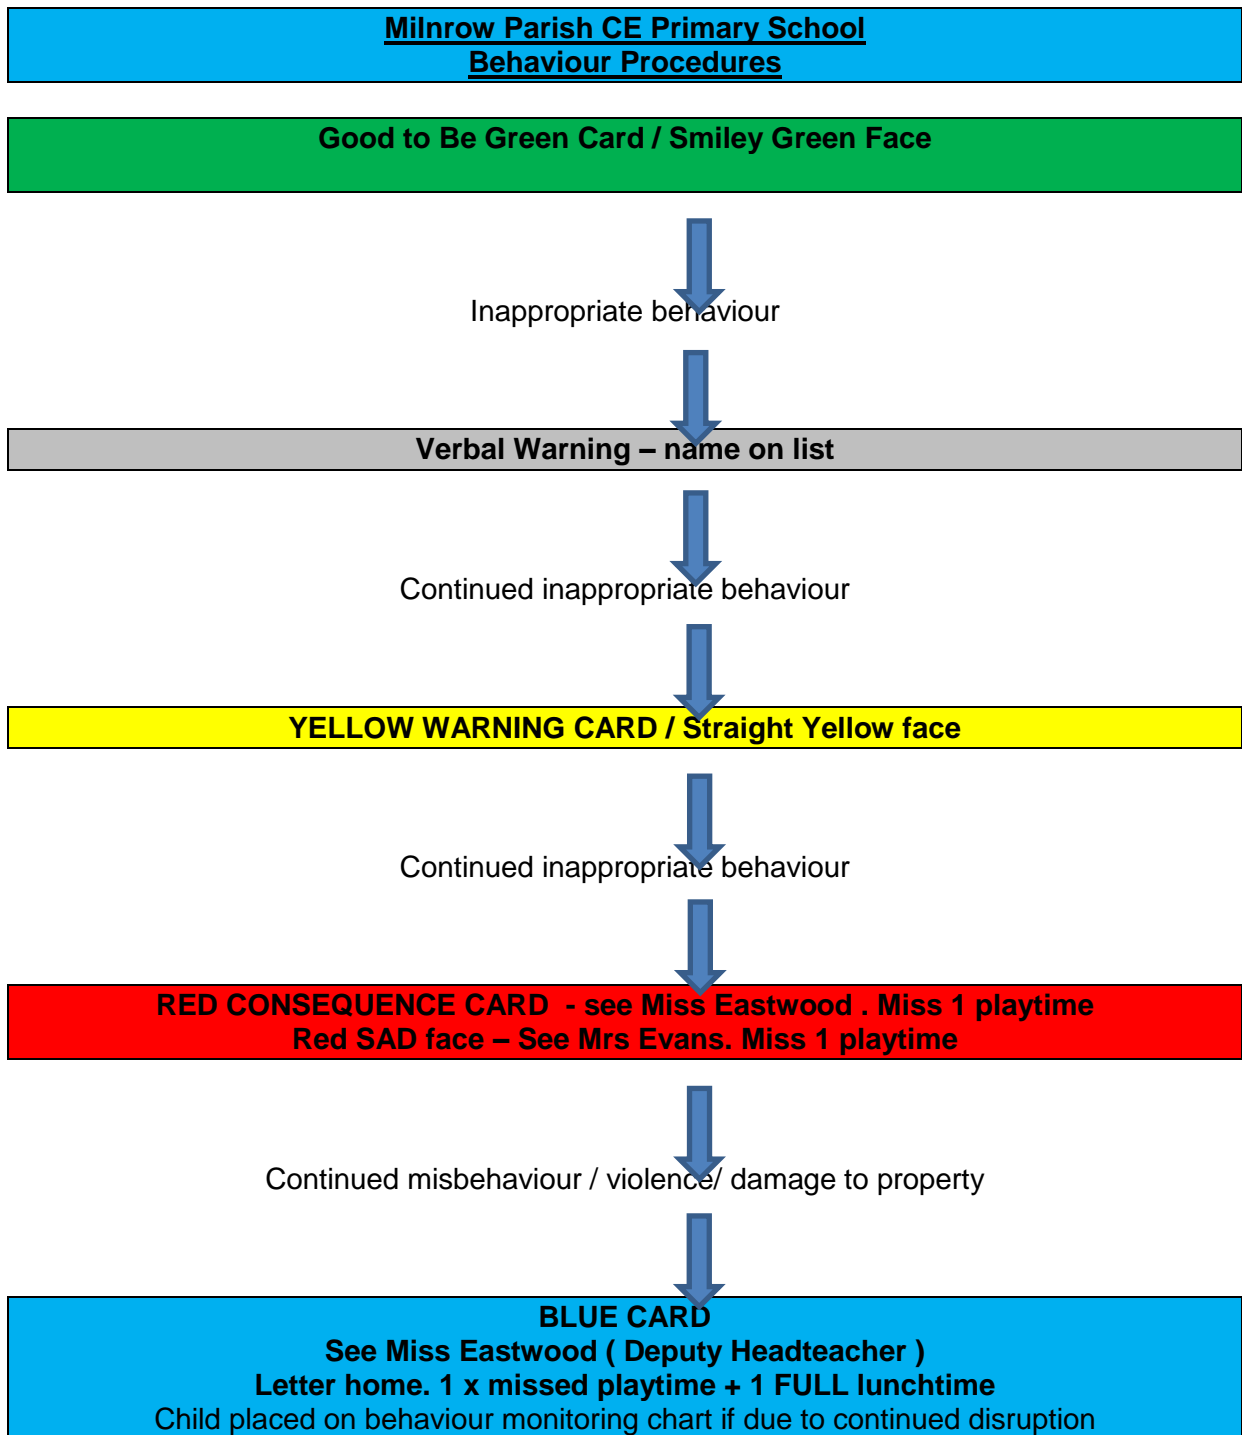 Milnrow Parish CE Primary School
Behaviour Procedures
Good to Be Green Card / Smiley Green Face
Inappropriate behaviour
Verbal Warning – name on list
Continued inappropriate behaviour
YELLOW WARNING CARD / Straight Yellow face
Continued inappropriate behaviour
RED CONSEQUENCE CARD - see Miss Eastwood . Miss 1 playtime
Red SAD face – See Mrs Evans. Miss 1 playtime
Continued misbehaviour / violence/ damage to property
BLUE CARD
See Miss Eastwood ( Deputy Headteacher )
Letter home. 1 x missed playtime + 1 FULL lunchtime
Child placed on behaviour monitoring chart if due to continued disruption